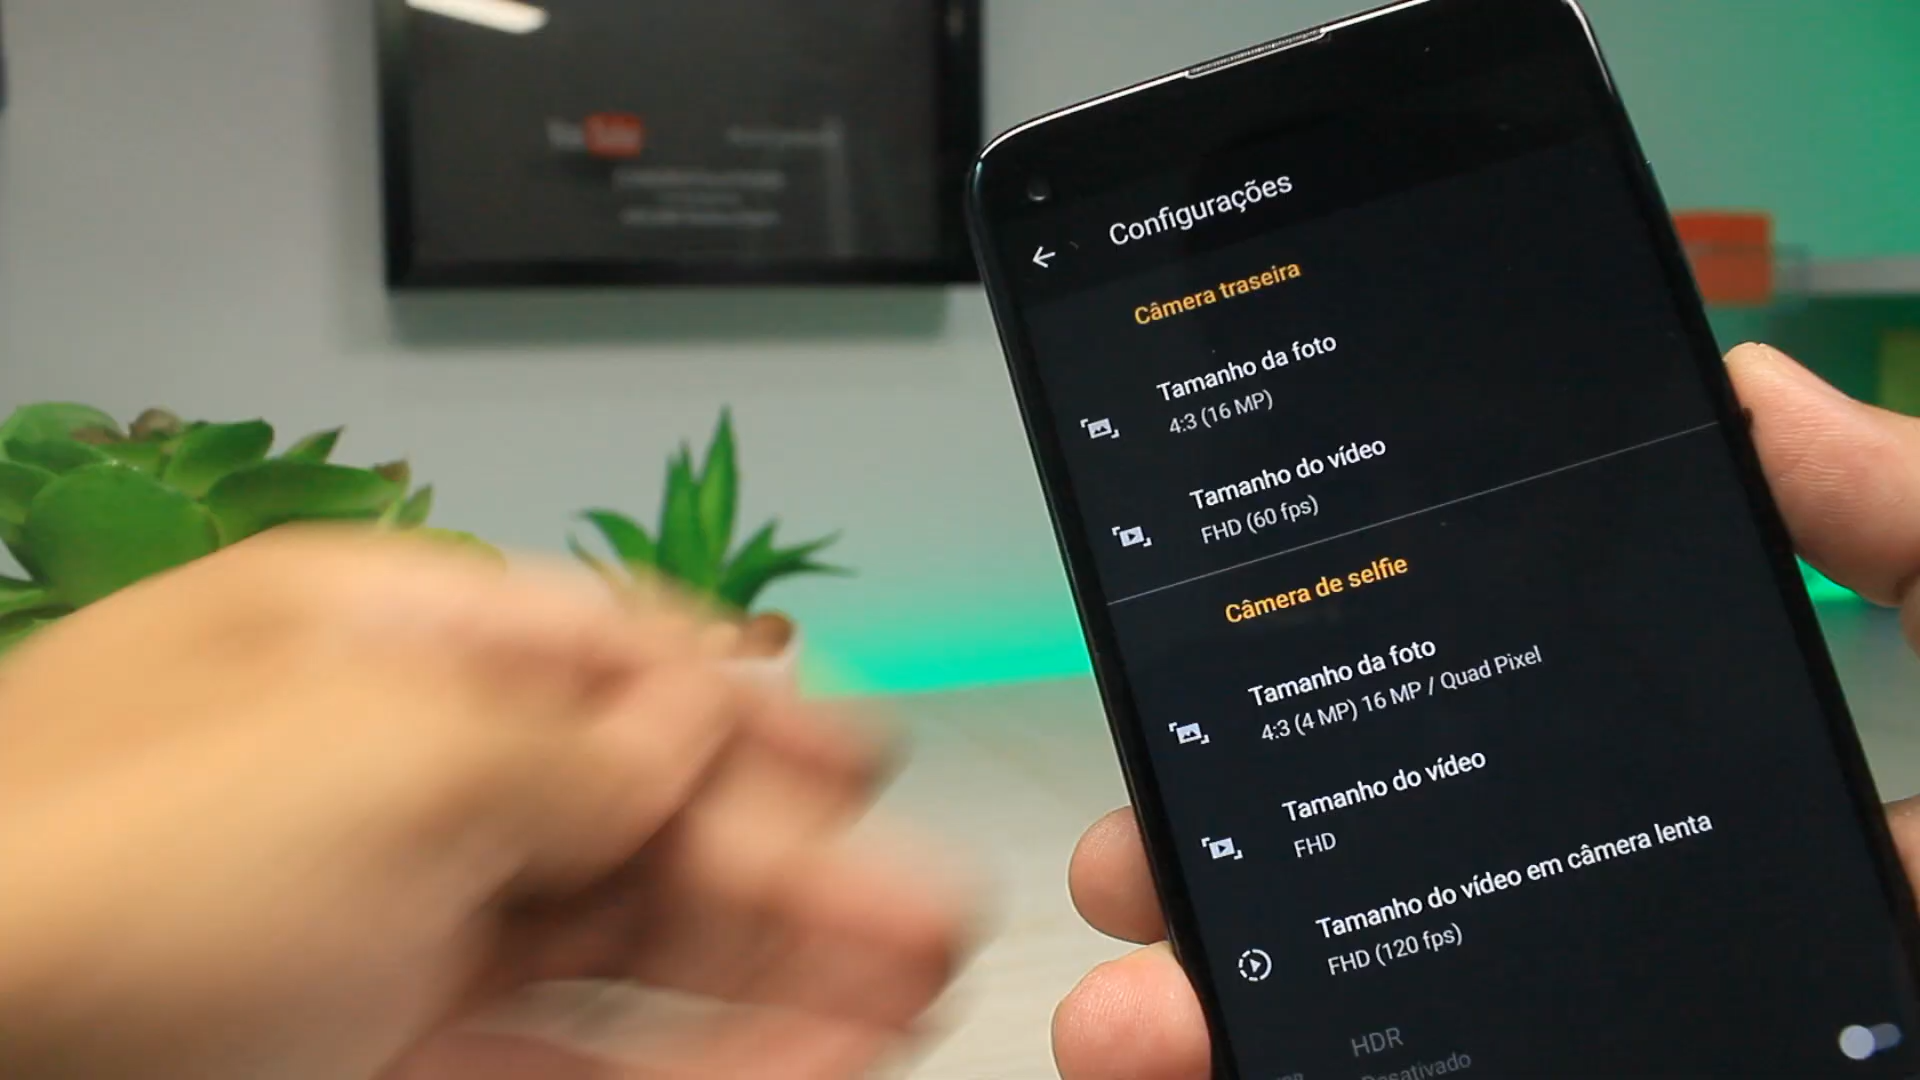 YouTube
Configurações
Câmera traseira
Tamanho da foto
4:3 (16 MP)
Tamanho do vídeo
FHD (60 fps)
Câmera de selfie
Tamanho da foto
4:3 (4 MP) 16 MP / Quad Pixel
Tamanho do vídeo
FHD
Tamanho do vídeo em câmera lenta
FHD (120 fps)
HDR
Desativado